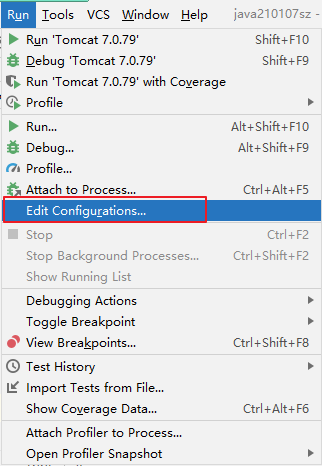 Run Tools VCS Window Help java210107sz -
Run 'Tomcat 7.0.79' Shift+F10
Debug 'Tomcat 7.0.79' Shift+F9
Run 'Tomcat 7.0.79' with Coverage
Profile
Run... Alt+Shift+F10
Debug... Alt+Shift+F9
Profile...
Attach to Process... Ctrl+Alt+F5
Edit Configurations...
Stop Ctrl+F2
Stop Background Processes... Ctrl+Shift+F2
Show Running List
Debugging Actions
Toggle Breakpoint
View Breakpoints... Ctrl+Shift+F8
Test History
Import Tests from File...
Show Coverage Data... Ctrl+Alt+F6
Attach Profiler to Process...
Open Profiler Snapshot